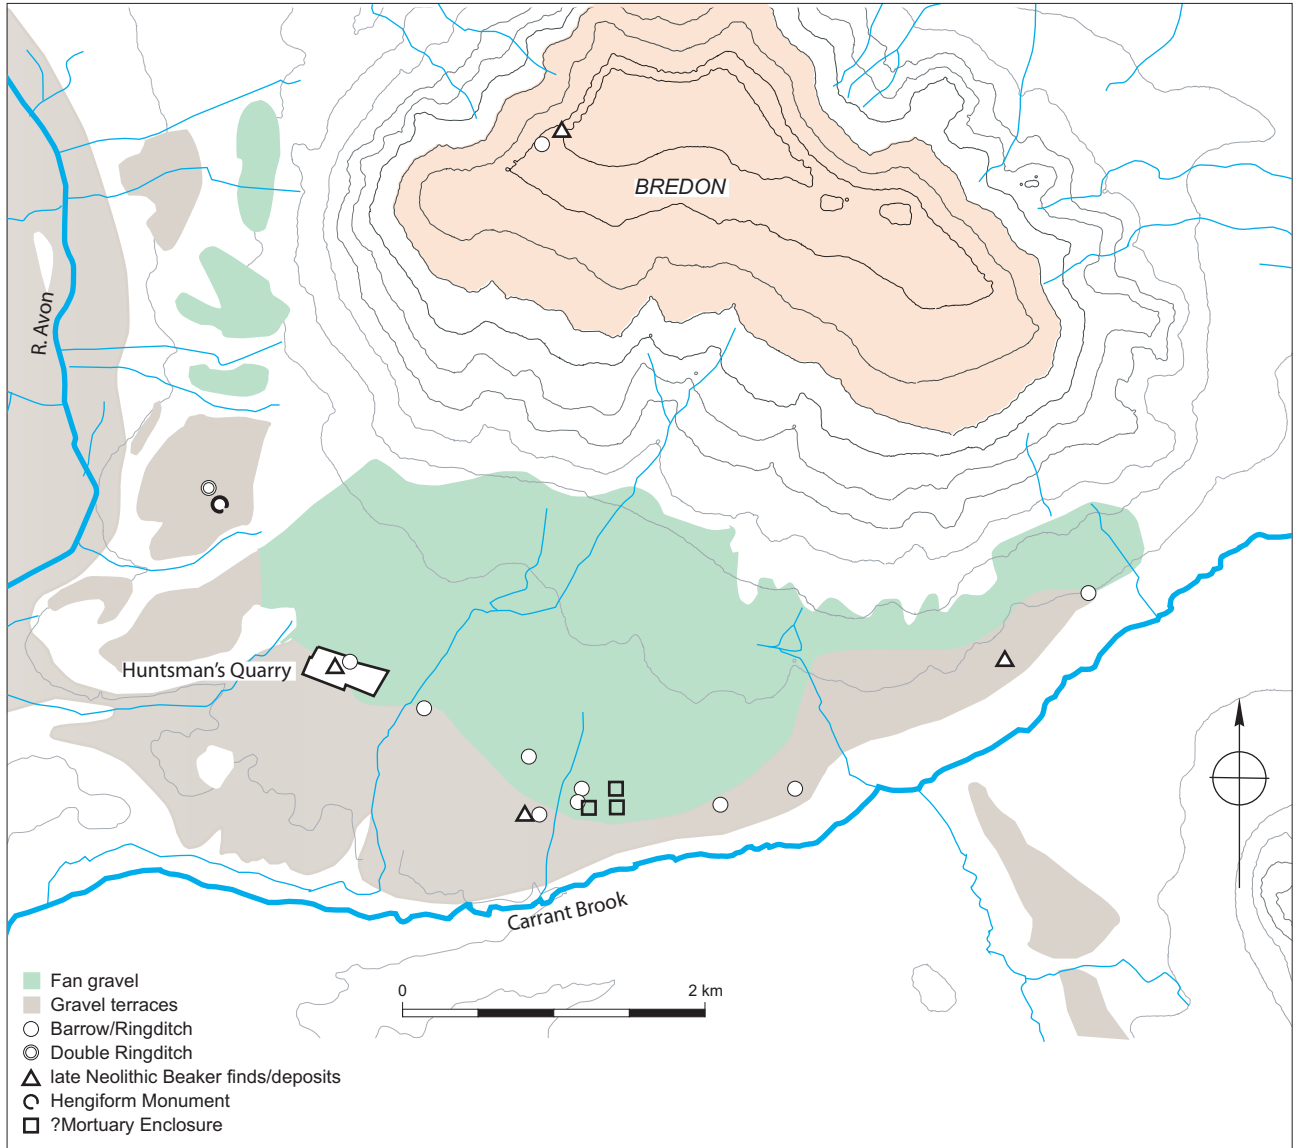 BREDON
R. Avon
Huntsman's Quarry
Carrant Brook
0 2 km
Fan gravel
Gravel terraces
Barrow/Ringditch
Double Ringditch
late Neolithic Beaker finds/deposits
Hengiform Monument
?Mortuary Enclosure